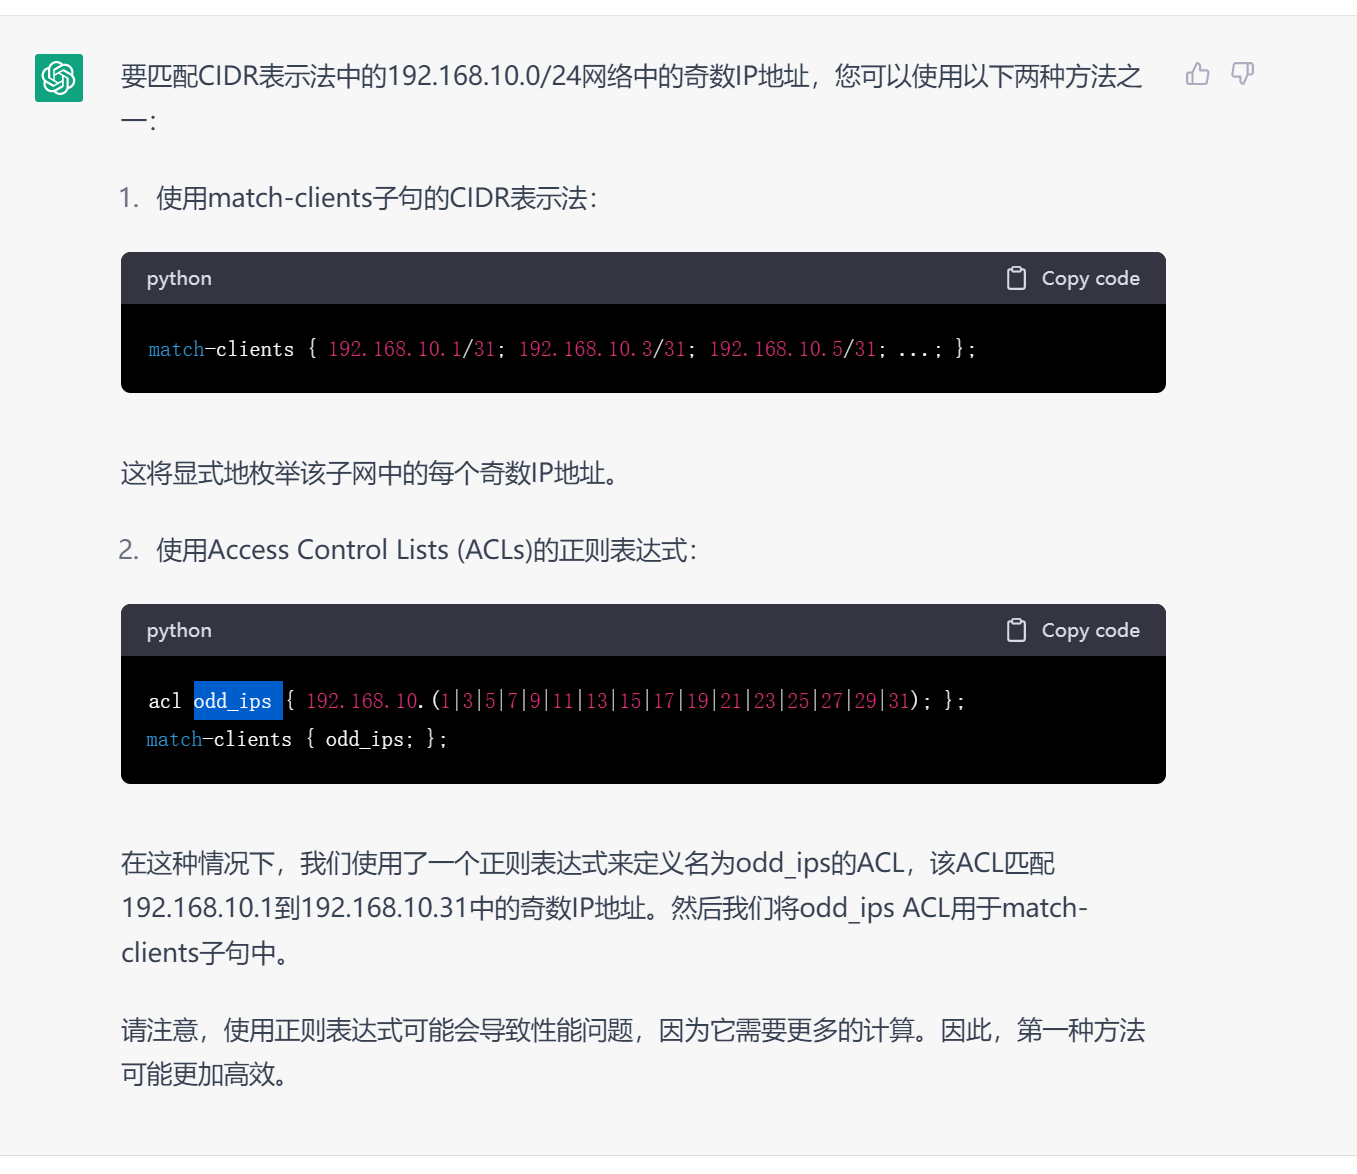 要匹配CIDR表示法中的192.168.10.0/24网络中的奇数IP地址，您可以使用以下两种方法之
一：
1. 使用match-clients子句的CIDR表示法：
python Copy code
match-clients { 192.168.10.1/31; 192.168.10.3/31; 192.168.10.5/31; ...; };
这将显式地枚举该子网中的每个奇数IP地址。
2. 使用Access Control Lists (ACLs)的正则表达式：
python Copy code
acl odd_ips { 192.168.10.(1|3|5|7|9|11|13|15|17|19|21|23|25|27|29|31); };
match-clients { odd_ips; };
在这种情况下，我们使用了一个正则表达式来定义名为odd_ips的ACL，该ACL匹配
192.168.10.1到192.168.10.31中的奇数IP地址。然后我们将odd_ips ACL用于match-
clients子句中。
请注意，使用正则表达式可能会导致性能问题，因为它需要更多的计算。因此，第一种方法
可能更加高效。